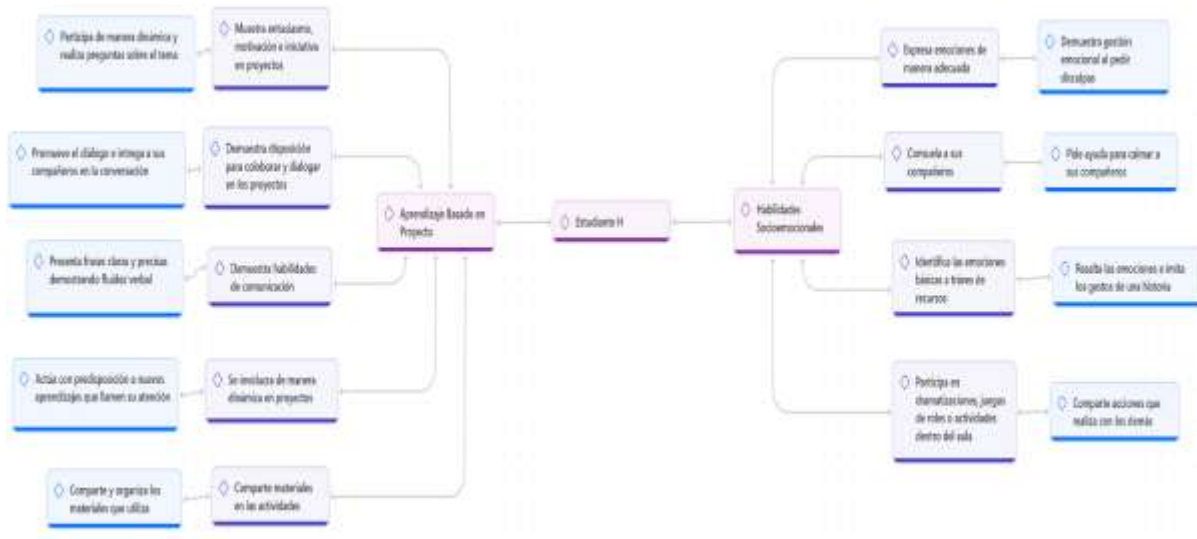 Participa de manera dinámica y
realiza preguntas sobre el tema
Muestra entusiasmo,
motivación e iniciativa
en proyectos
Promueve el diálogo e integra a sus
compañeros en la conversación
Demuestra disposición
para colaborar y dialogar
en los proyectos
Presenta frases claras y precisas
demostrando fluidez verbal
Demuestra habilidades
de comunicación
Actúa con predisposición a nuevos
aprendizajes que llamen su atención
Se involucra de manera
dinámica en proyectos
Comparte y organiza los
materiales que utiliza
Comparte materiales
en las actividades
Aprendizaje Basado en
Proyecto
Estudiante H
Habilidades
Socioemocionales
Expresa emociones de
manera adecuada
Demuestra gestión
emocional al pedir
disculpas
Consuela a sus
compañeros
Pide ayuda para calmar a
sus compañeros
Identifica las emociones
básicas a través de
recursos
Resalta las emociones e imita
los gestos de una historia
Participa en
dramatizaciones, juegos
de roles o actividades
dentro del aula
Comparte acciones que
realiza con los demás